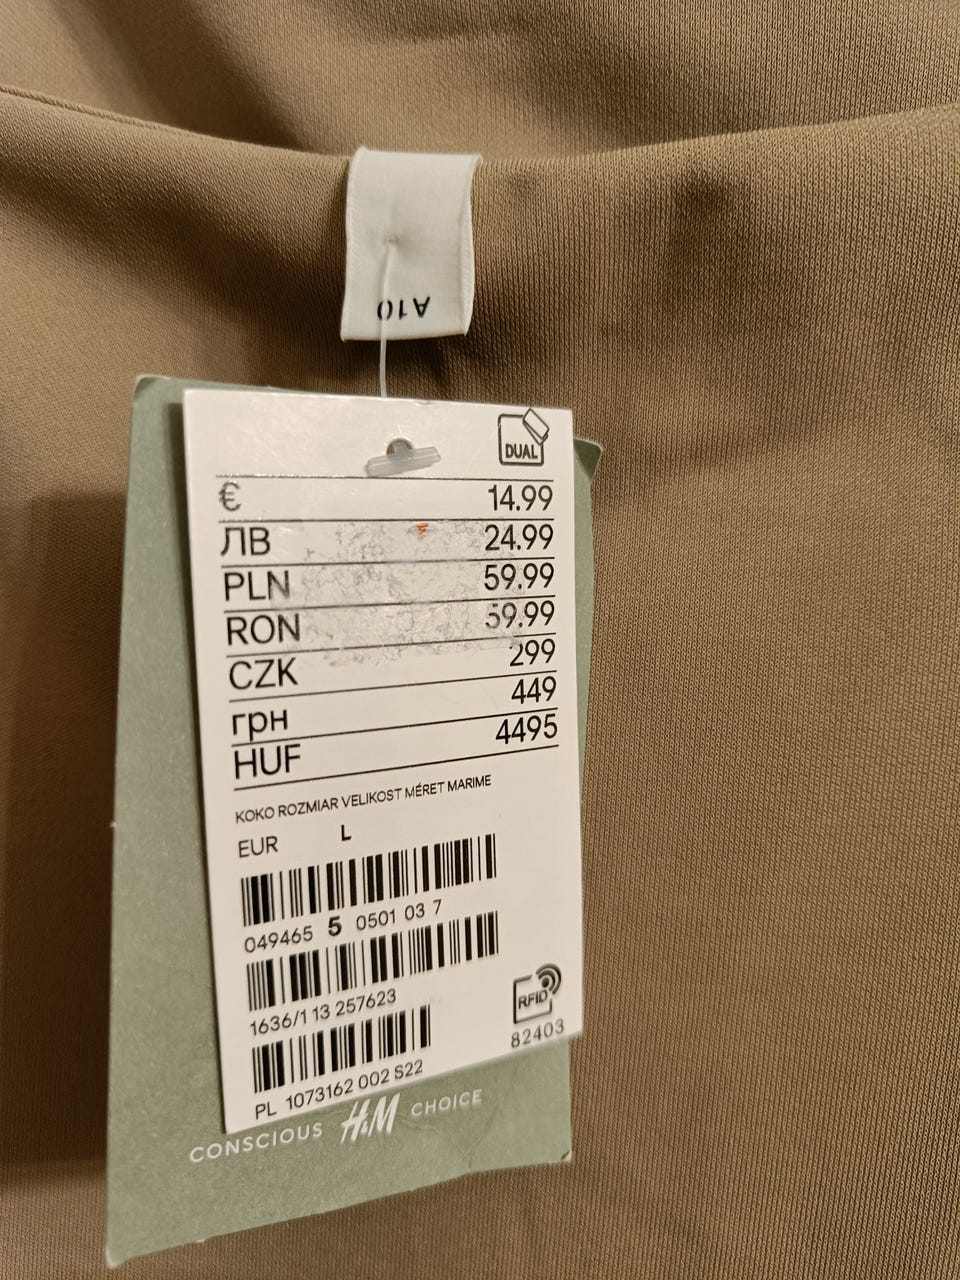 A10
DUAL
€ 14.99
ЛВ 24.99
PLN 59.99
RON 59.99
CZK 299
грн 449
HUF 4495
KOKO ROZMIAR VELIKOST MÉRET MARIME
EUR L
049465 5 0501 03 7
1636/1 13 257623
RFID
82403
PL 1073162 002 S22
CONSCIOUS H&M CHOICE